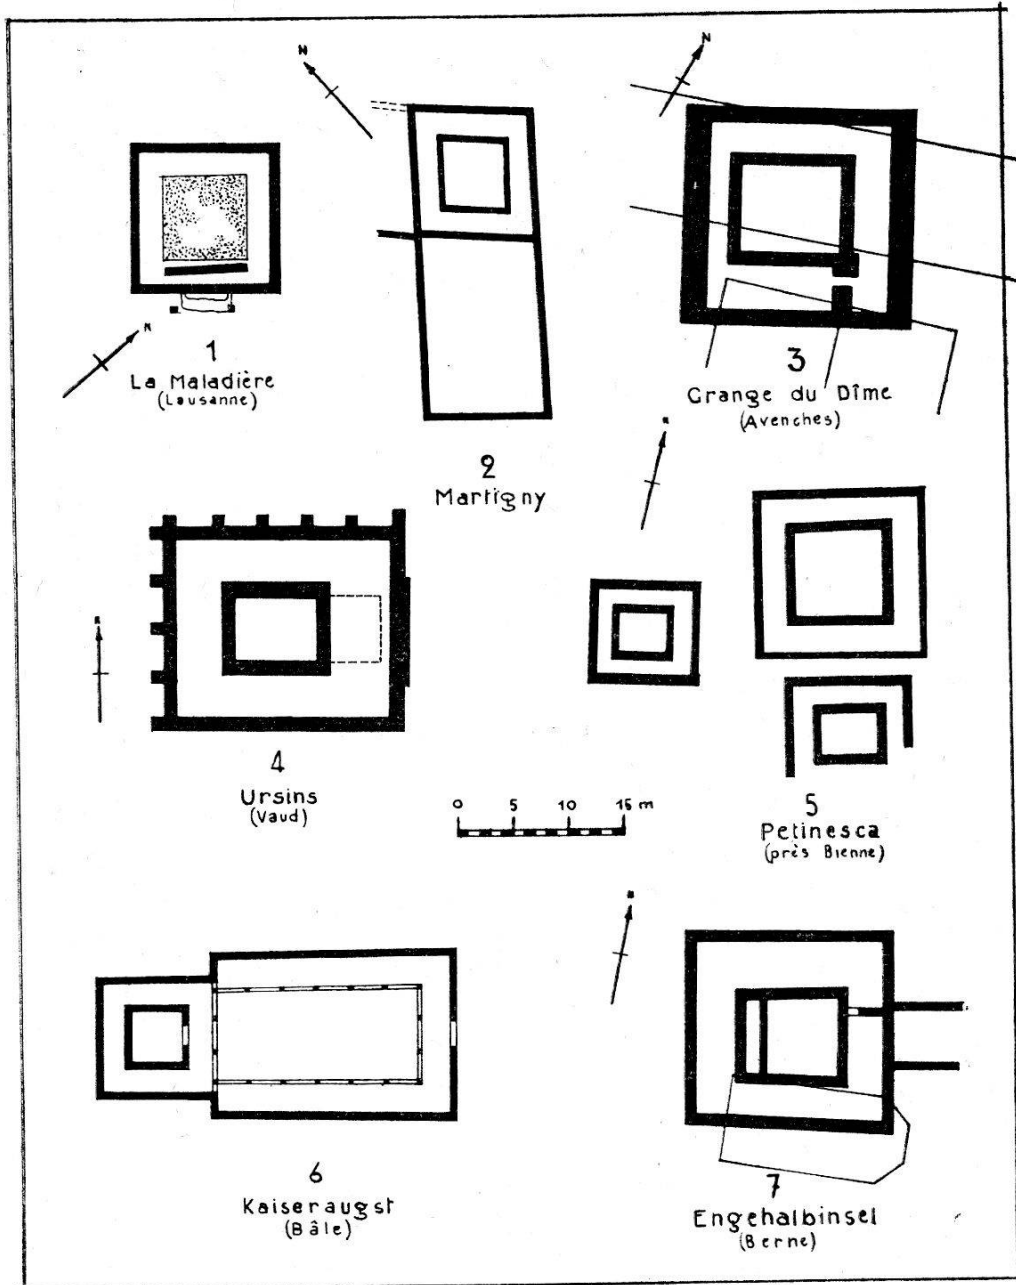 N
N
N
1
La Maladière
(Lausanne)
2
Martigny
3
Grange du Dîme
(Avenches)
N
N
4
Ursins
(Vaud)
0 5 10 15 m
5
Petinesca
(près Bienne)
N
6
Kaiseraugst
(Bâle)
7
Engehalbinsel
(Berne)